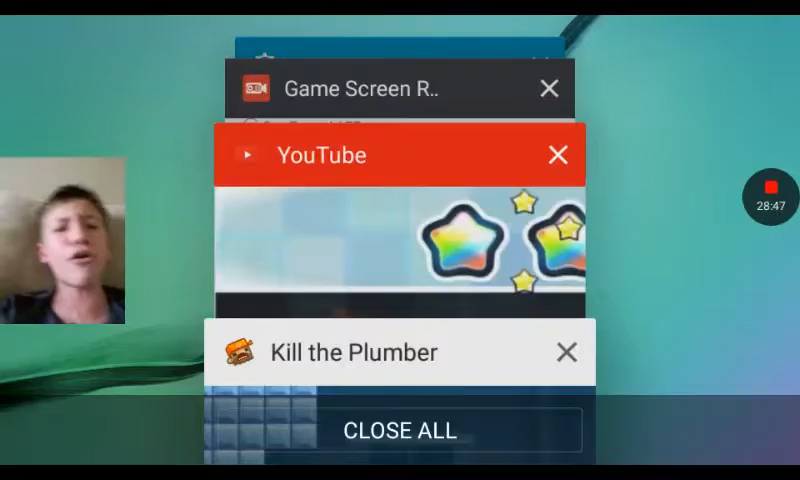 Game Screen R..
YouTube
28:47
Kill the Plumber
CLOSE ALL